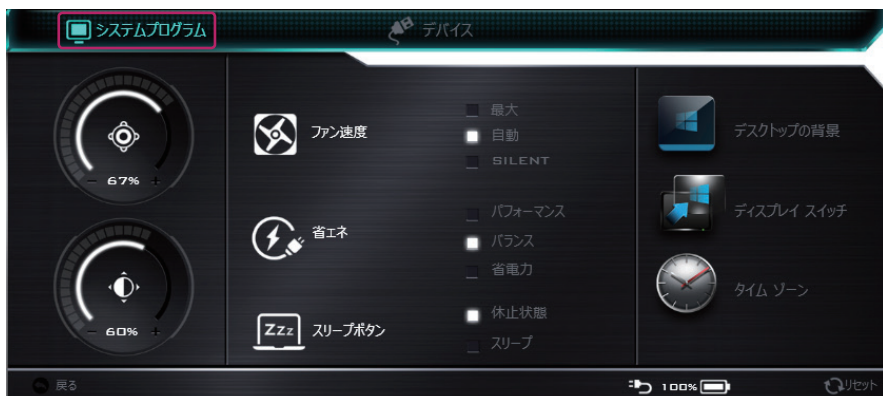 システムプログラム
デバイス
67%
ファン速度
最大
自動
SILENT
デスクトップの背景
60%
省エネ
パフォーマンス
バランス
省電力
ディスプレイ スイッチ
ZZZ
スリープボタン
休止状態
スリープ
タイム ゾーン
戻る
100%
リセット